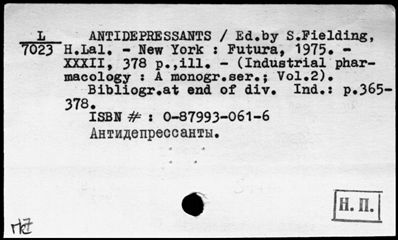 L
7023
ANTIDEPRESSANTS / Ed.by S.Fielding,
H.Lal. - New York : Futura, 1975. -
XXXII, 378 p.,ill. - (Industrial phar-
macology : A monogr.ser.; Vol.2).
Bibliogr.at end of div. Ind.: p.365-
378.
ISBN # : 0-87993-061-6
Антидепрессанты.
Н. П.